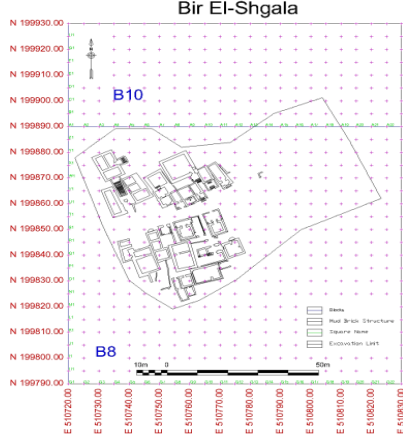 Bir El-Shgala
N 199930.00
N 199920.00
N 199910.00
N 199900.00
N 199890.00
N 199880.00
N 199870.00
N 199860.00
N 199850.00
N 199840.00
N 199830.00
N 199820.00
N 199810.00
N 199800.00
N 199790.00
B10
B8
Mud Brick Structure
Square Name
Excavation Limit
10m 0 50m
E 510720.00
E 510730.00
E 510740.00
E 510750.00
E 510760.00
E 510770.00
E 510780.00
E 510790.00
E 510800.00
E 510810.00
E 510820.00
E 510830.00